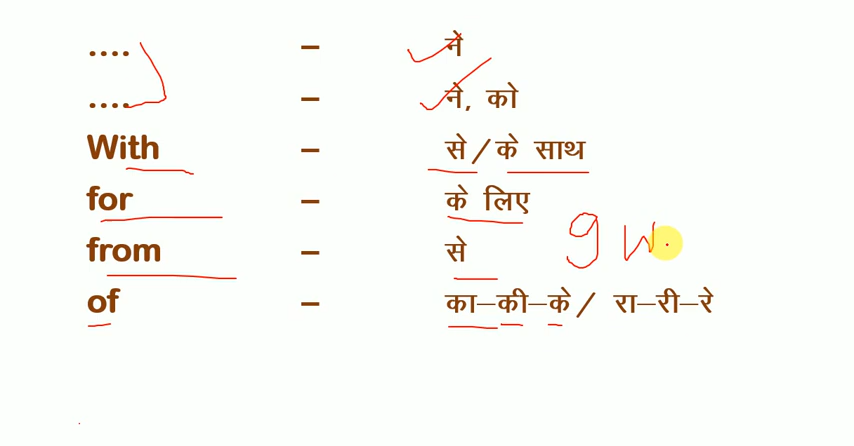 .... – ने
.... – ने, को
With – से / के साथ
for – के लिए
from – से
of – का–की–के / रा–री–रे